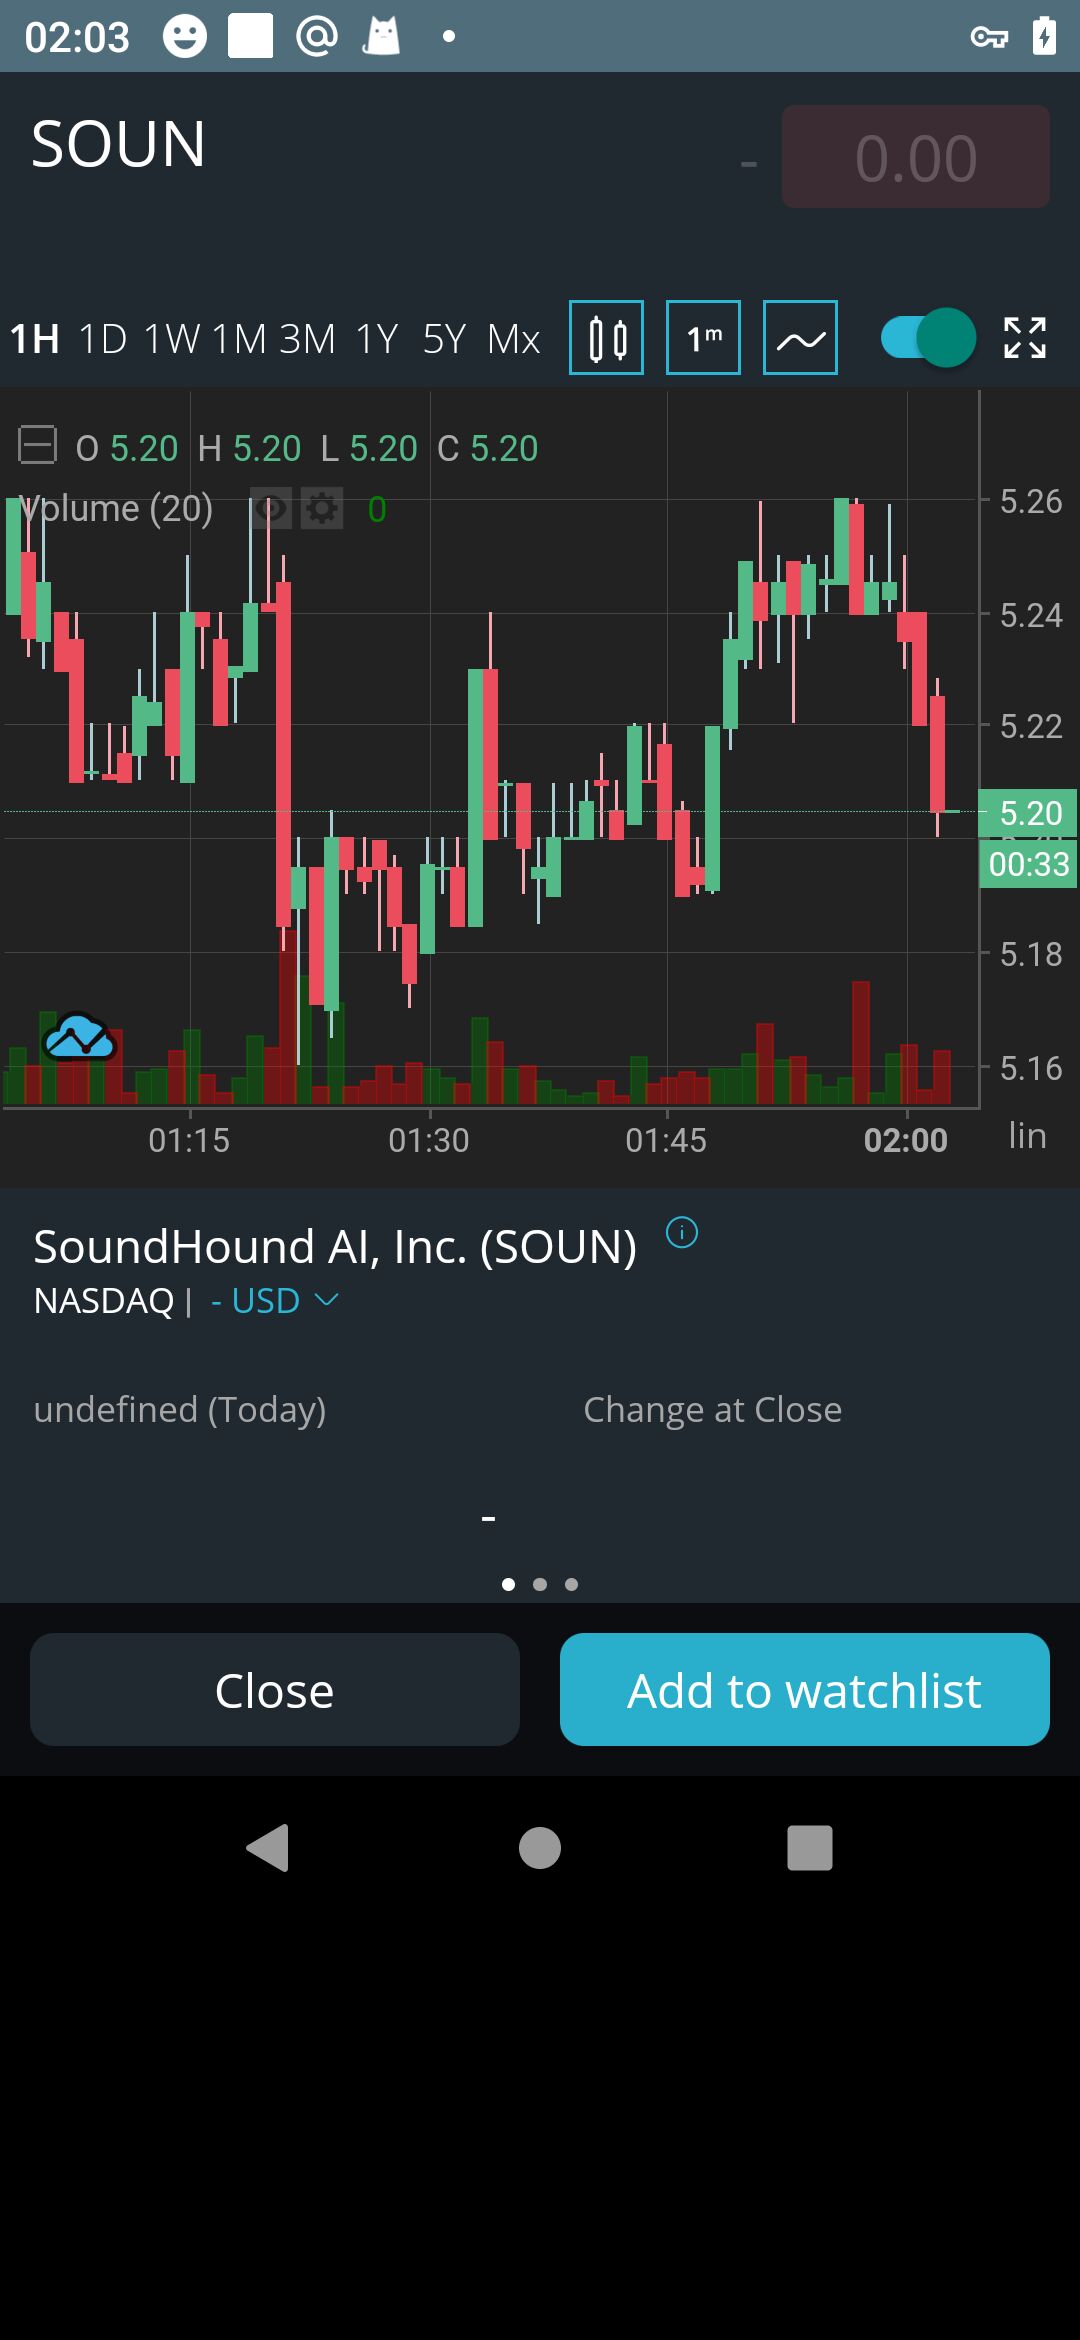 02:03
SOUN
- 0.00
1H 1D 1W 1M 3M 1Y 5Y Mx 1m
O 5.20 H 5.20 L 5.20 C 5.20
Volume (20) 0
5.26
5.24
5.22
5.20
00:33
5.18
5.16
01:15 01:30 01:45 02:00 lin
SoundHound AI, Inc. (SOUN)
NASDAQ | - USD
undefined (Today) Change at Close
-
Close Add to watchlist